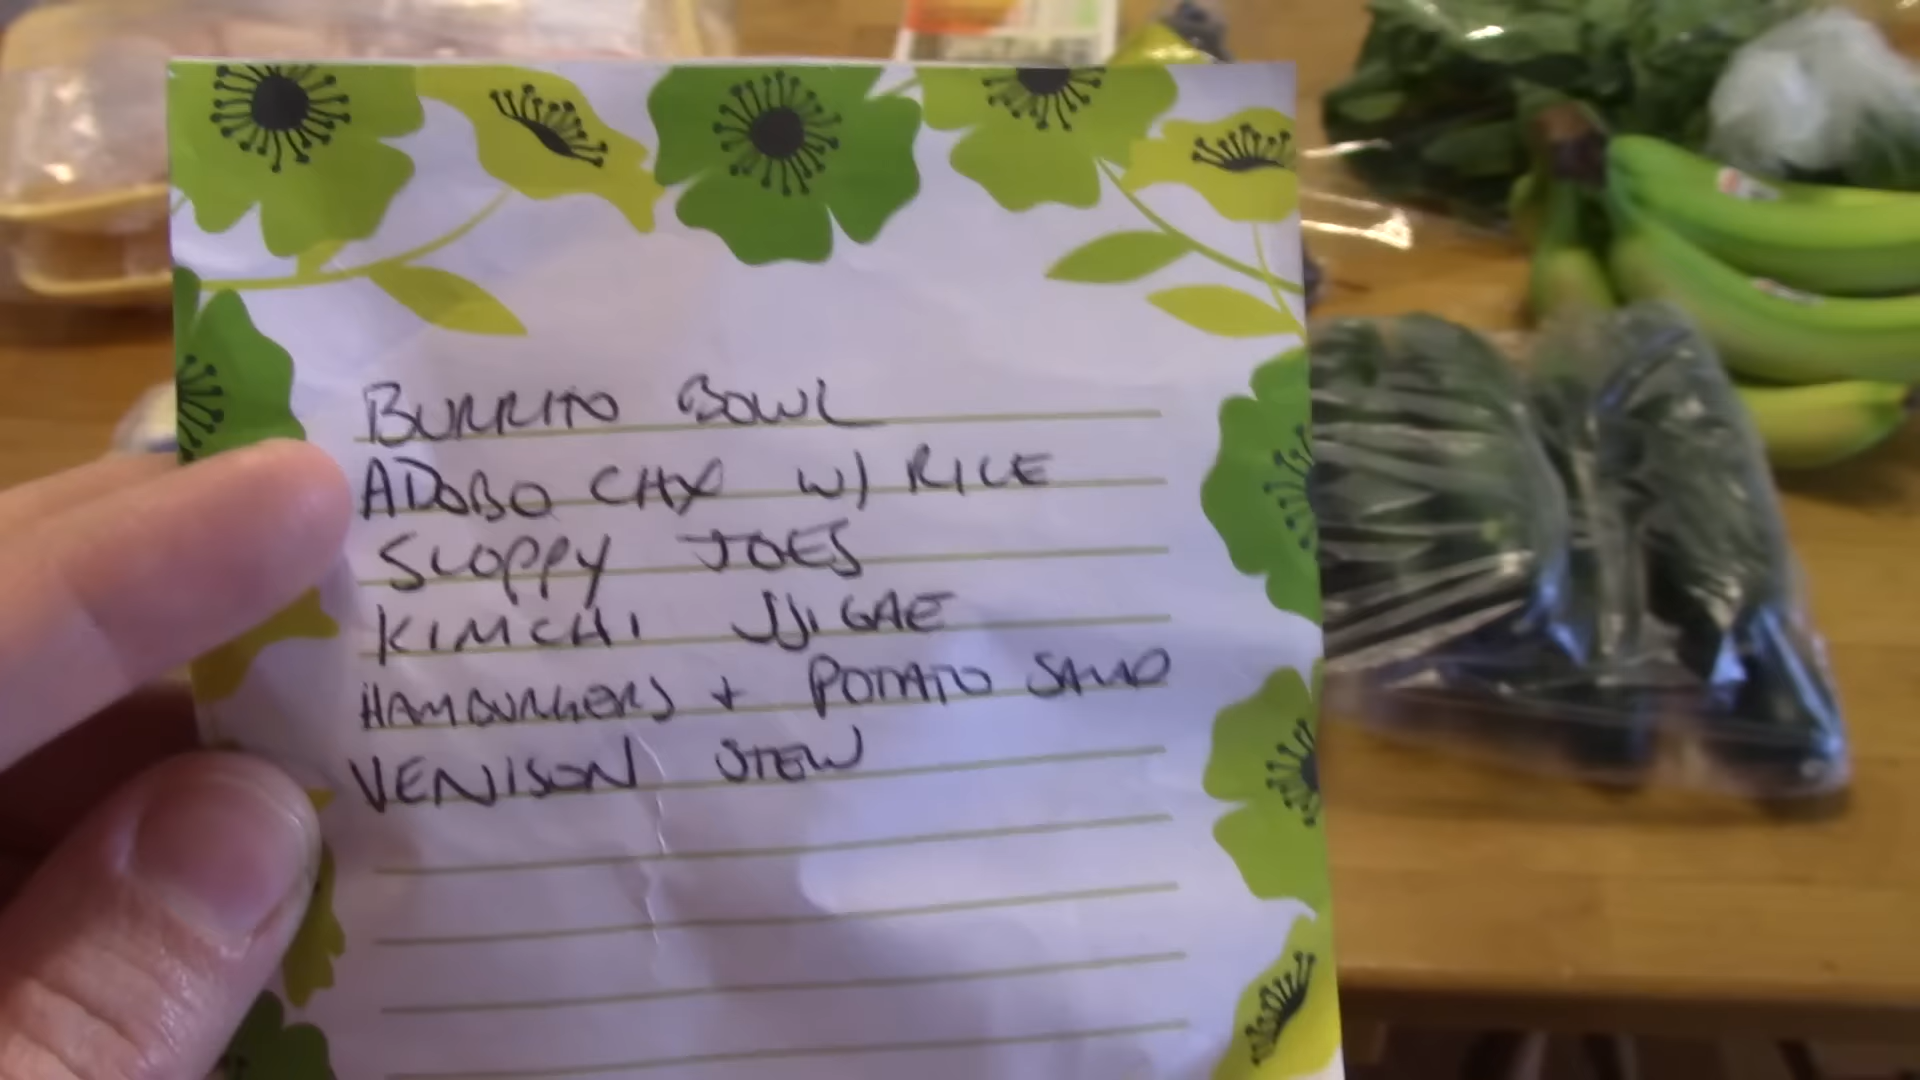 BURRITO BOWL
ADOBO CHX W/ RICE
SLOPPY JOES
KIMCHI JJIGAE
HAMBURGERS + POTATO SALAD
VENISON STEW